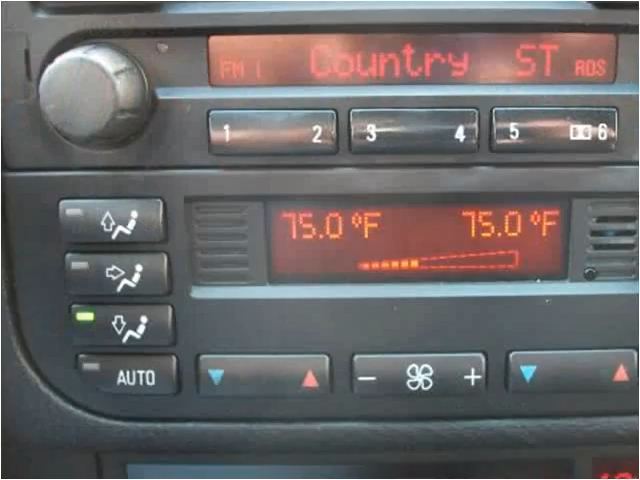 FM 1 Country ST RDS
1 2 3 4 5 6
75.0 °F 75.0 °F
AUTO
− +